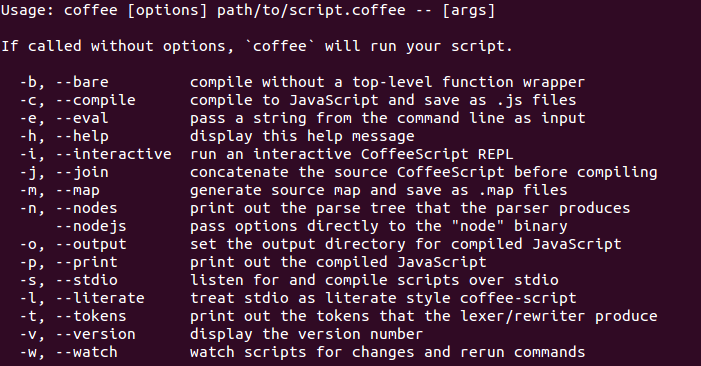 Usage: coffee [options] path/to/script.coffee -- [args]

If called without options, `coffee` will run your script.

  -b, --bare         compile without a top-level function wrapper
  -c, --compile      compile to JavaScript and save as .js files
  -e, --eval         pass a string from the command line as input
  -h, --help         display this help message
  -i, --interactive  run an interactive CoffeeScript REPL
  -j, --join         concatenate the source CoffeeScript before compiling
  -m, --map          generate source map and save as .map files
  -n, --nodes        print out the parse tree that the parser produces
      --nodejs       pass options directly to the "node" binary
  -o, --output       set the output directory for compiled JavaScript
  -p, --print        print out the compiled JavaScript
  -s, --stdio        listen for and compile scripts over stdio
  -l, --literate     treat stdio as literate style coffee-script
  -t, --tokens       print out the tokens that the lexer/rewriter produce
  -v, --version      display the version number
  -w, --watch        watch scripts for changes and rerun commands